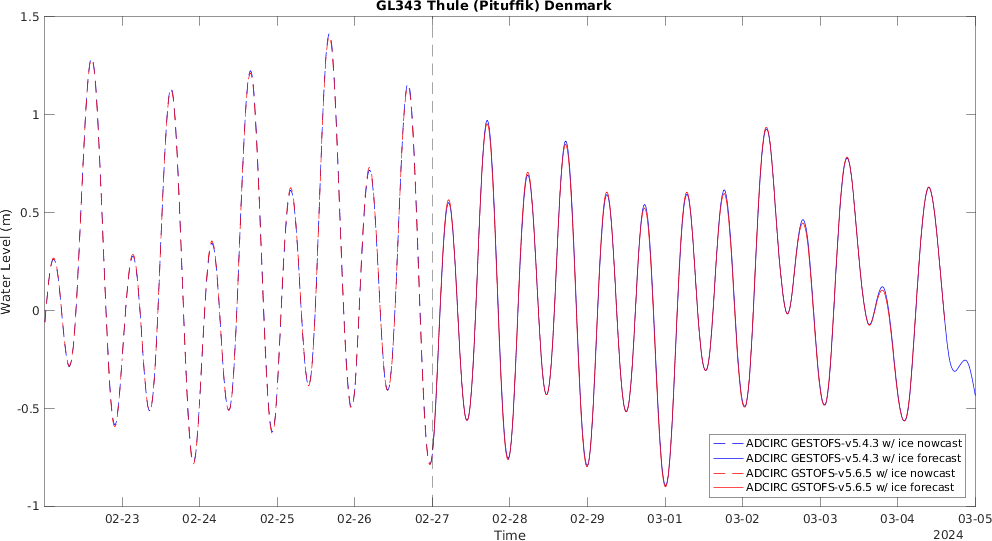 GL343 Thule (Pituffik) Denmark
1.5
1
0.5
0
-0.5
-1
Water Level (m)
ADCIRC GESTOFS-v5.4.3 w/ ice nowcast
ADCIRC GESTOFS-v5.4.3 w/ ice forecast
ADCIRC GSTOFS-v5.6.5 w/ ice nowcast
ADCIRC GSTOFS-v5.6.5 w/ ice forecast
02-23 02-24 02-25 02-26 02-27 02-28 02-29 03-01 03-02 03-03 03-04 03-05
Time
2024